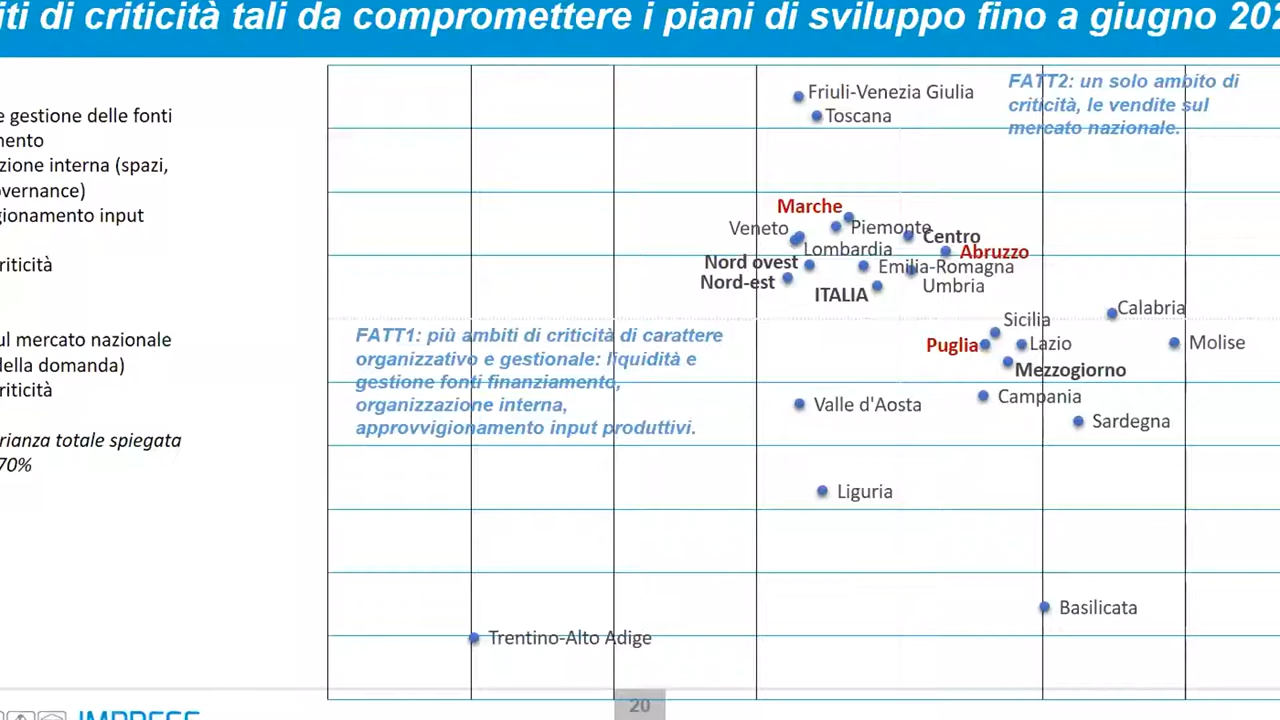 iti di criticità tali da compromettere i piani di sviluppo fino a giugno 202
e gestione delle fonti
mento
zione interna (spazi,
vernance)
gionamento input
riticità
ul mercato nazionale
della domanda)
riticità
rianza totale spiegata
70%
FATT2: un solo ambito di
criticità, le vendite sul
mercato nazionale.
Friuli-Venezia Giulia
Toscana
Marche
Veneto
Piemonte
Centro
Lombardia
Abruzzo
Nord ovest
Emilia-Romagna
Nord-est
Umbria
ITALIA
Calabria
Sicilia
Puglia
Lazio
Molise
Mezzogiorno
Campania
Valle d'Aosta
Sardegna
FATT1: più ambiti di criticità di carattere
organizzativo e gestionale: liquidità e
gestione fonti finanziamento,
organizzazione interna,
approvvigionamento input produttivi.
Liguria
Basilicata
Trentino-Alto Adige
20
IMPRESE